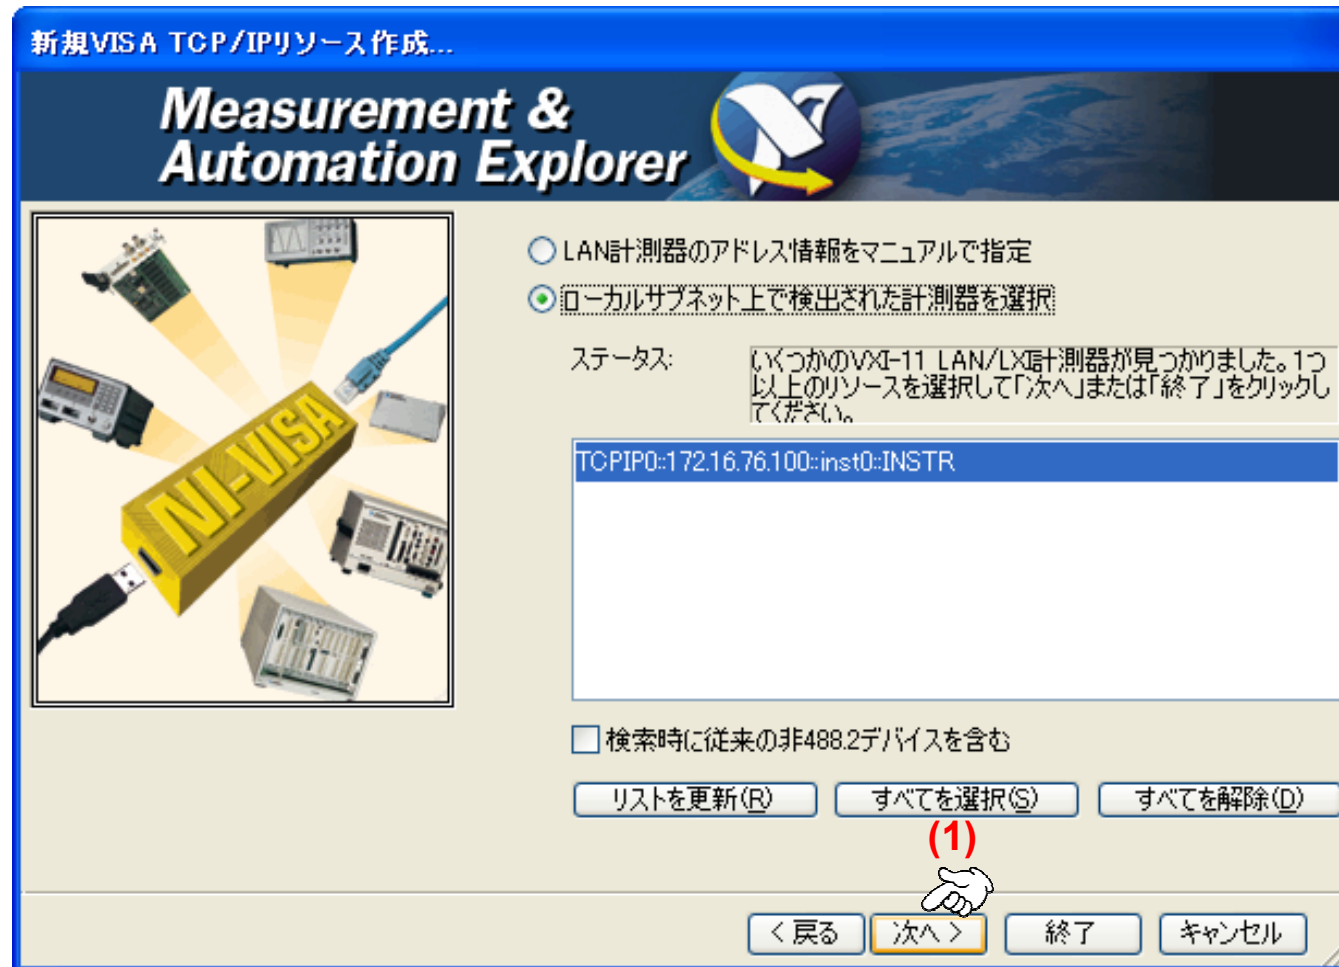 新規VISA TCP/IPリソース作成...
Measurement &
Automation Explorer
LAN計測器のアドレス情報をマニュアルで指定
ローカルサブネット上で検出された計測器を選択
ステータス:
いくつかのVXI-11 LAN/LXI計測器が見つかりました。1つ
以上のリソースを選択して「次へ」または「終了」をクリックし
てください。
TCPIP0::172.16.76.100::inst0::INSTR
NI-VISA
検索時に従来の非488.2デバイスを含む
リストを更新(R) すべてを選択(S) すべてを解除(D)
(1)
< 戻る 次へ > 終了 キャンセル